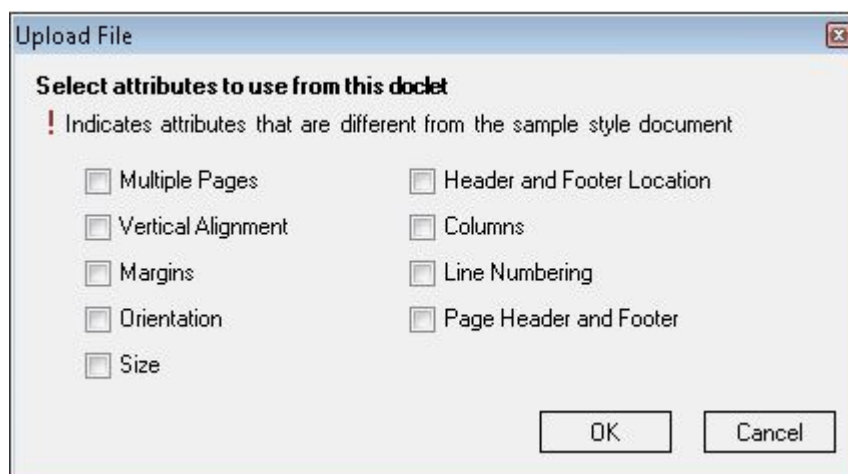 Upload File
Select attributes to use from this doclet
! Indicates attributes that are different from the sample style document
Multiple Pages
Vertical Alignment
Margins
Orientation
Size
Header and Footer Location
Columns
Line Numbering
Page Header and Footer
OK
Cancel